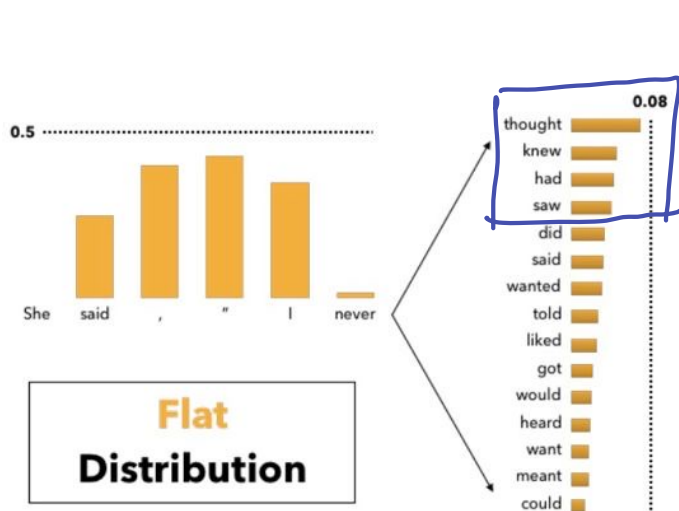 0.5
She said , " I never
Flat
Distribution
0.08
thought
knew
had
saw
did
said
wanted
told
liked
got
would
heard
want
meant
could